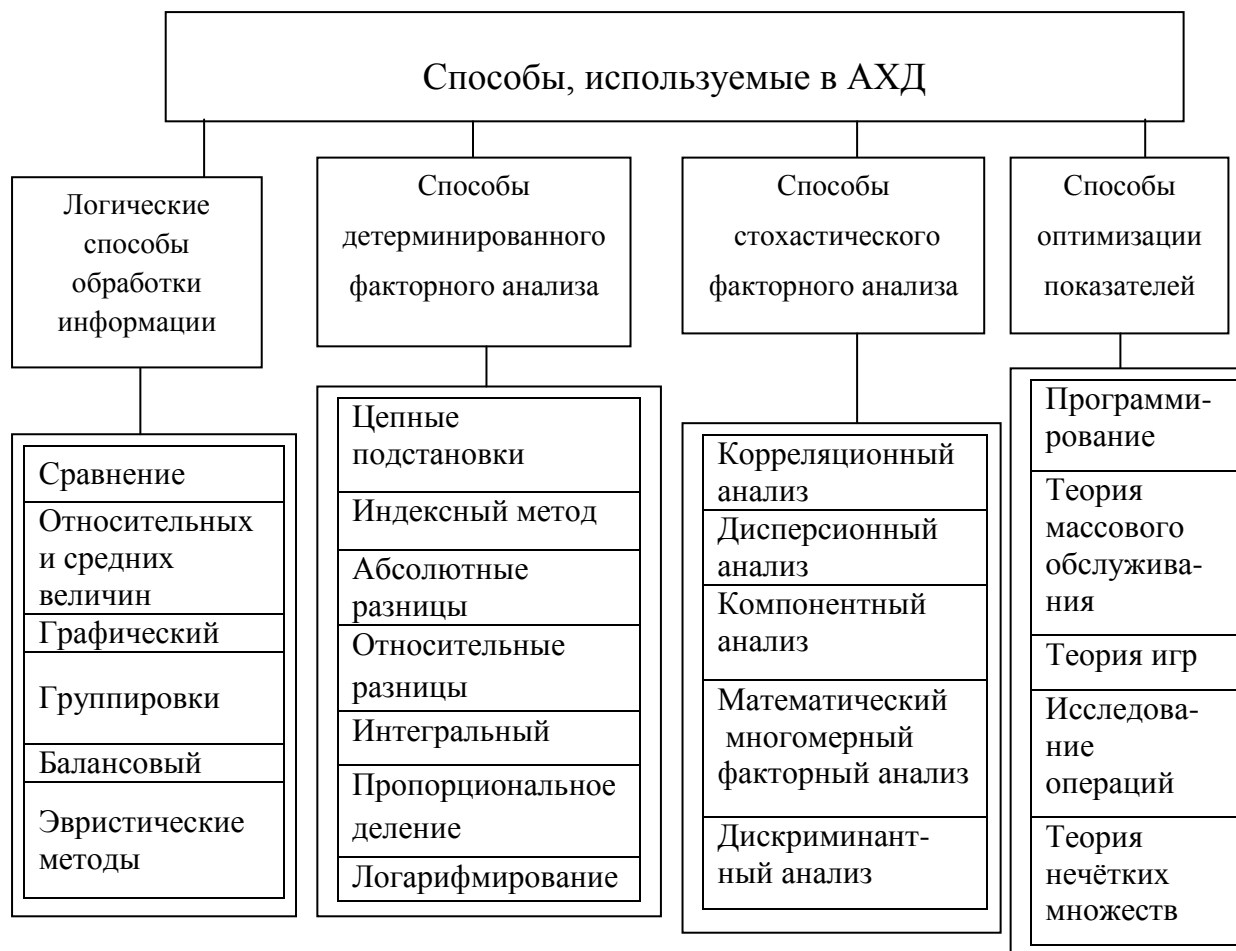 Способы, используемые в АХД
Логические
способы
обработки
информации
Способы
детерминированного
факторного анализа
Способы
стохастического
факторного анализа
Способы
оптимизации
показателей
Сравнение
Относительных
и средних
величин
Графический
Группировки
Балансовый
Эвристические
методы
Цепные
подстановки
Индексный метод
Абсолютные
разницы
Относительные
разницы
Интегральный
Пропорциональное
деление
Логарифмирование
Корреляционный
анализ
Дисперсионный
анализ
Компонентный
анализ
Математический
многомерный
факторный анализ
Дискриминант-
ный анализ
Программи-
рование
Теория
массового
обслужива-
ния
Теория игр
Исследова-
ние
операций
Теория
нечётких
множеств